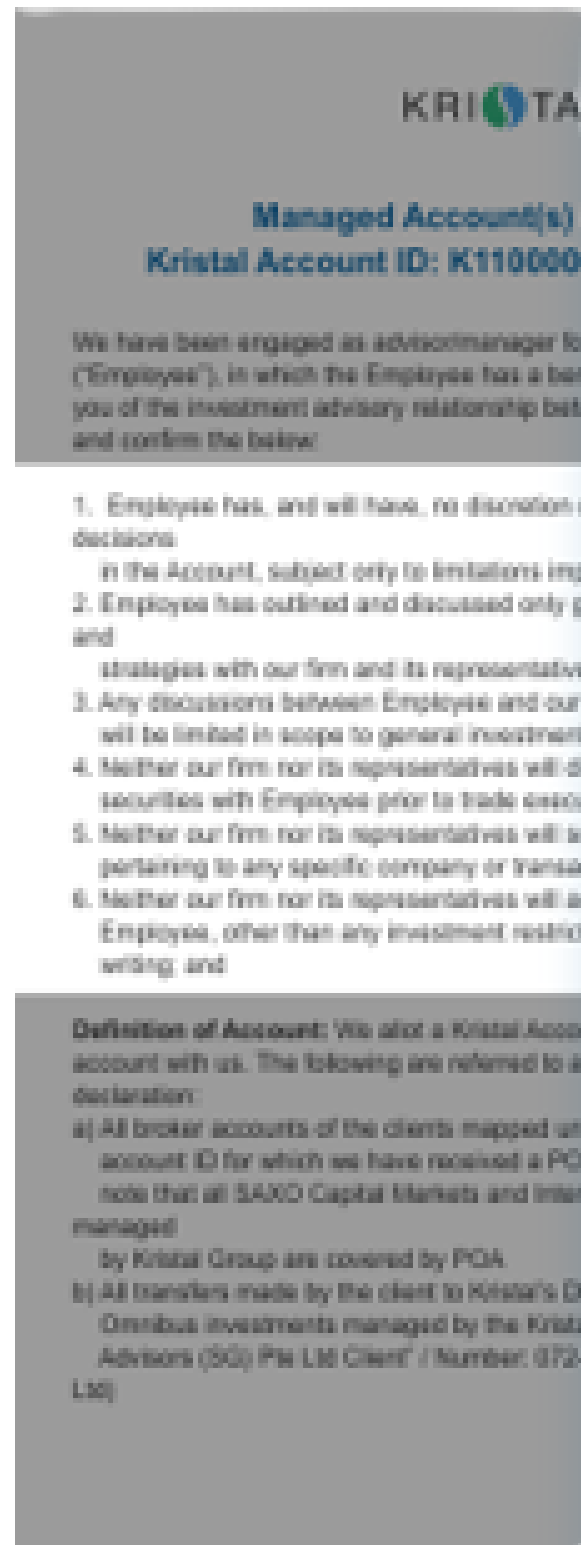 KRISTA
Managed Account(s)
Kristal Account ID: K110000
We have been engaged as advisor/manager fo
("Employee"), in which the Employee has a ben
you of the investment advisory relationship bet
and confirm the below:
1. Employee has, and will have, no discretion
decisions
in the Account, subject only to limitations imp
2. Employee has outlined and discussed only g
and
strategies with our firm and its representative
3. Any discussions between Employee and our
will be limited in scope to general investment
4. Neither our firm nor its representatives will d
securities with Employee prior to trade execu
5. Neither our firm nor its representatives will s
pertaining to any specific company or transa
6. Neither our firm nor its representatives will a
Employee, other than any investment restric
writing; and
Definition of Account: We allot a Kristal Acco
account with us. The following are referred to a
declaration:
a) All broker accounts of the clients mapped un
account ID for which we have received a PO
note that all SAXO Capital Markets and Inter
managed
by Kristal Group are covered by POA
b) All transfers made by the client to Kristal's D
Omnibus investments managed by the Krista
Advisors (SG) Pte Ltd Client" / Number: 072-
Ltd)